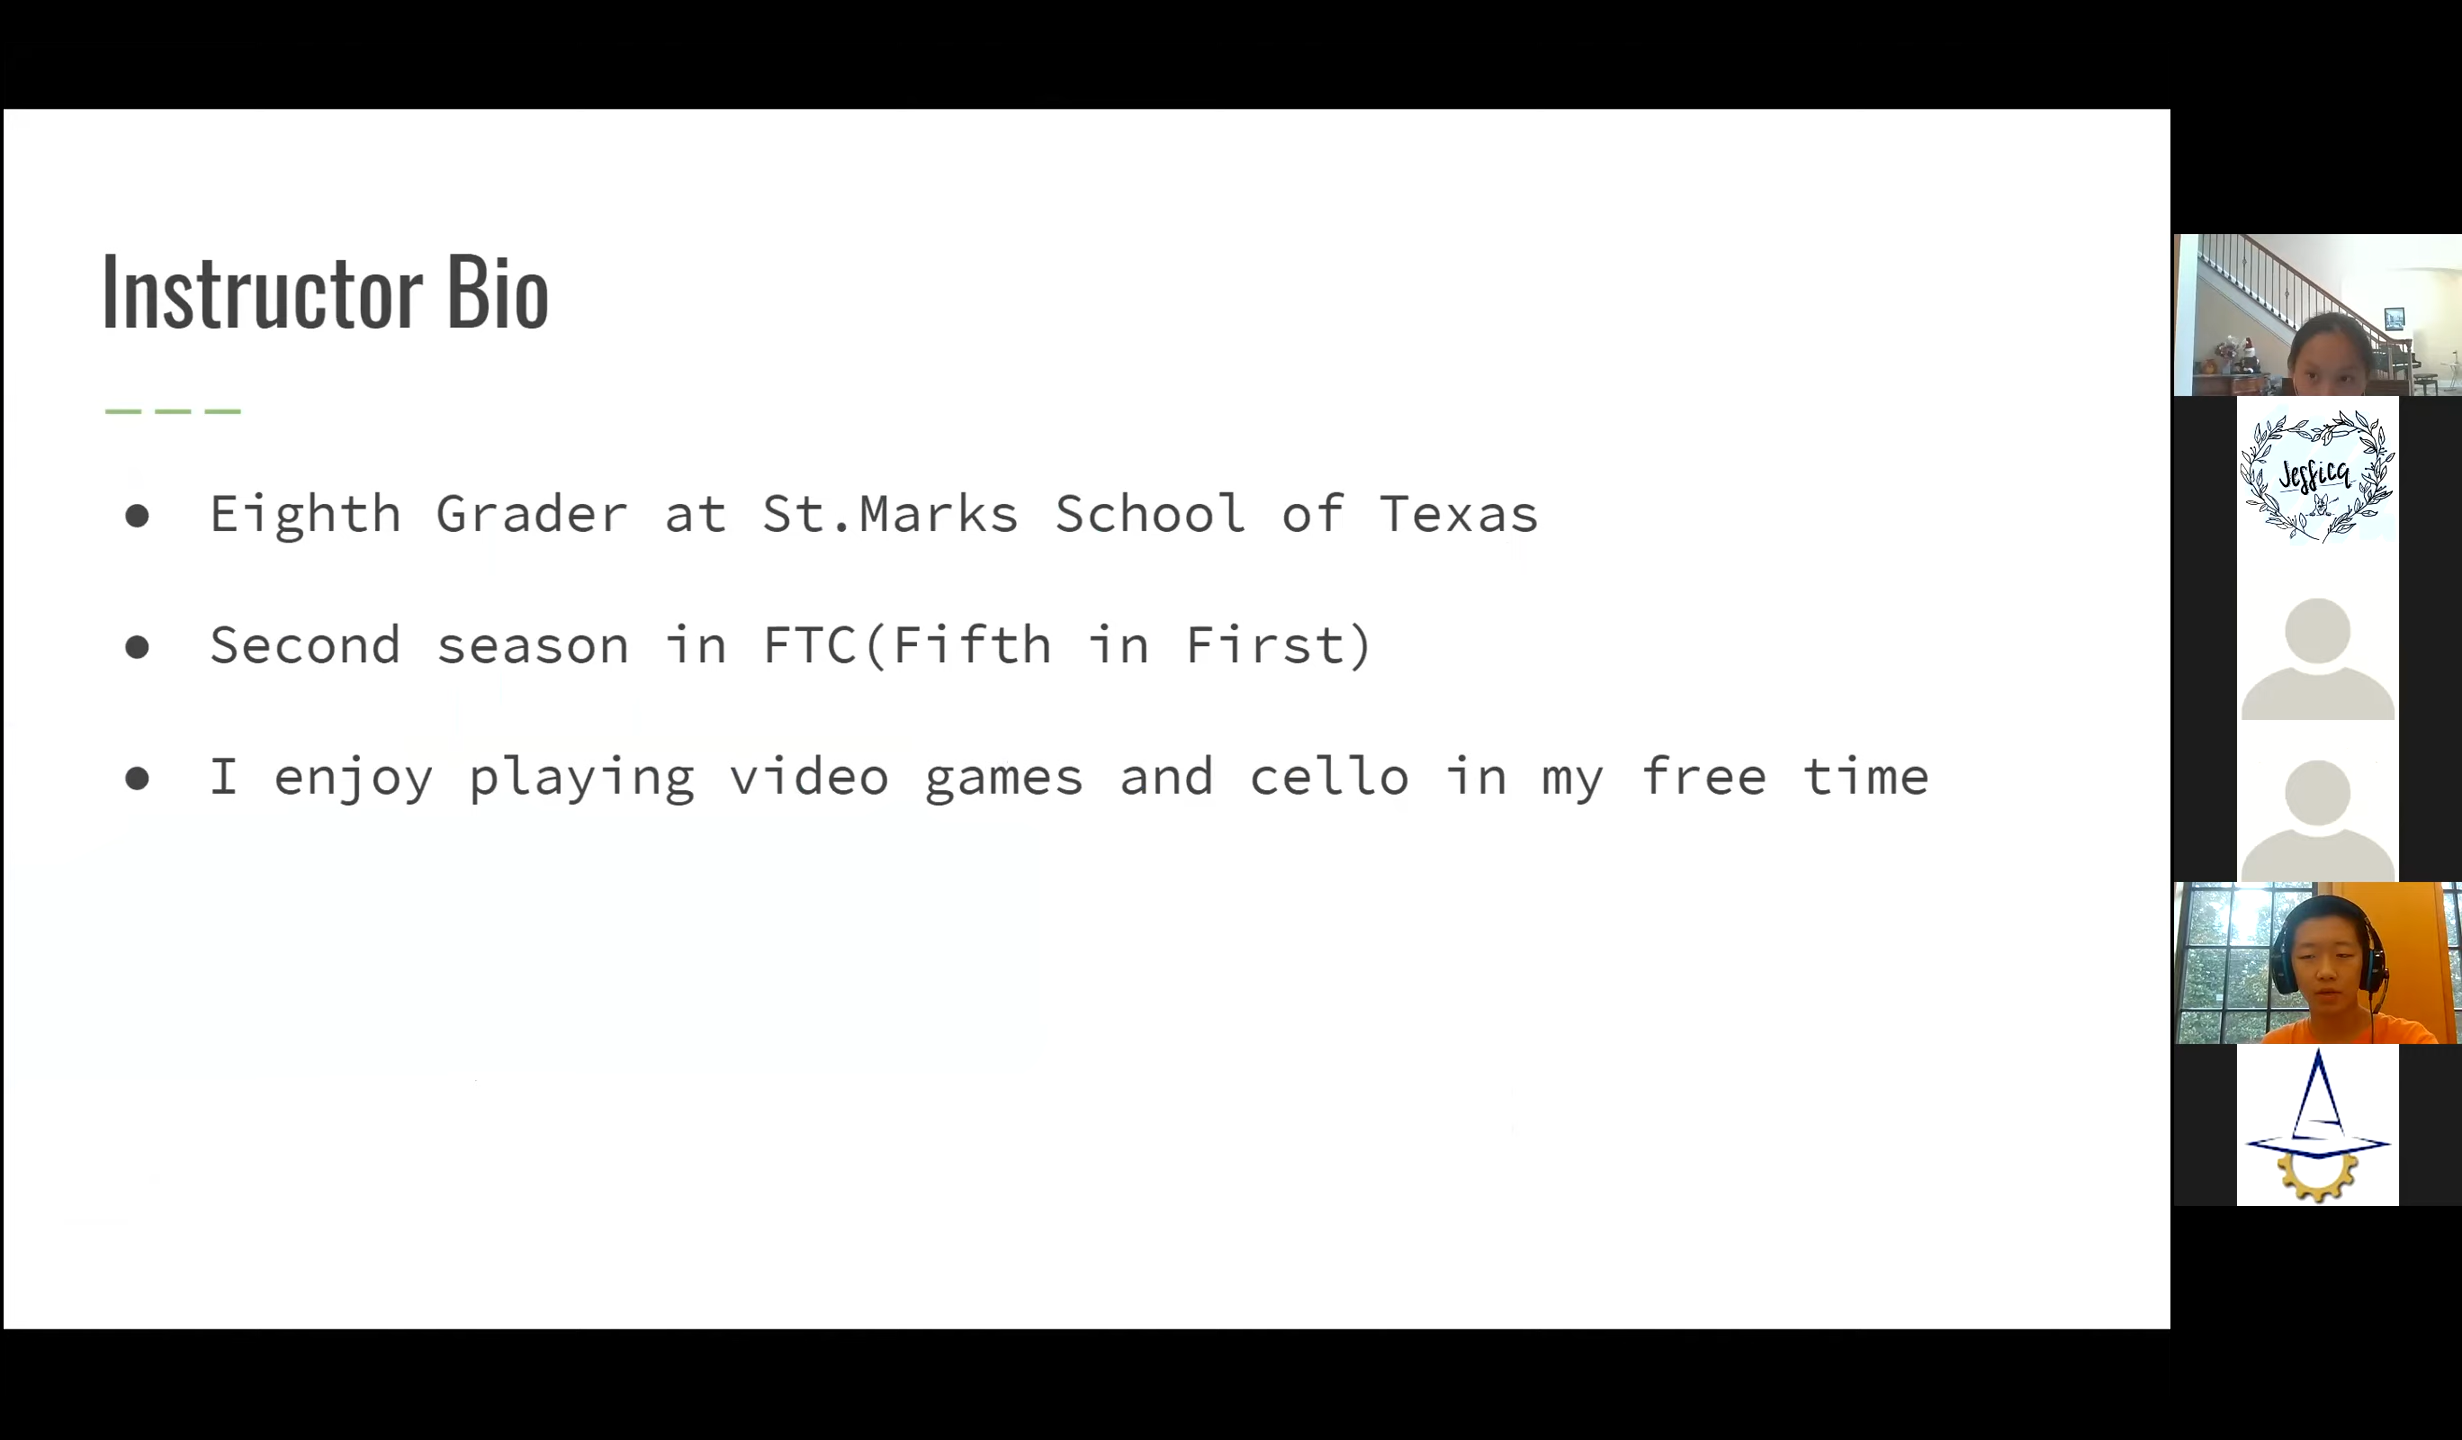 Instructor Bio
Eighth Grader at St.Marks School of Texas
Second season in FTC(Fifth in First)
I enjoy playing video games and cello in my free time
Jessica